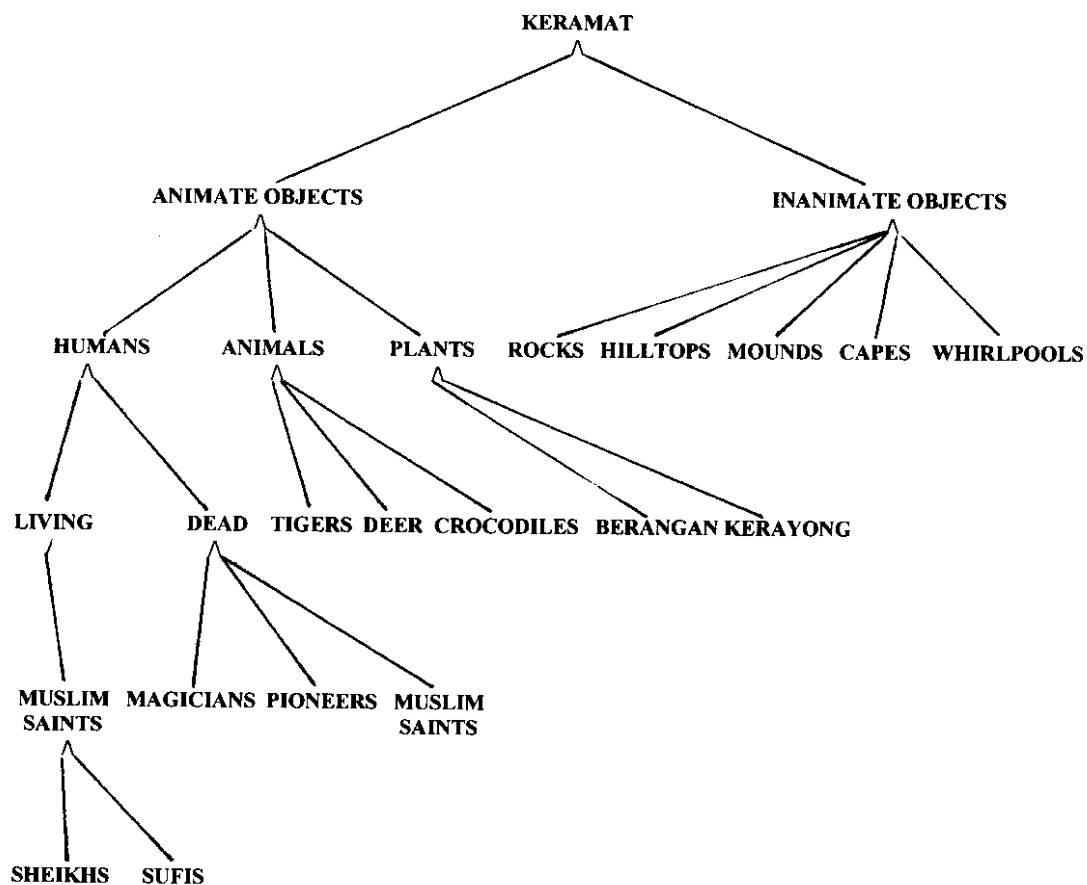 KERAMAT
ANIMATE OBJECTS
INANIMATE OBJECTS
HUMANS
ANIMALS
PLANTS
ROCKS
HILLTOPS
MOUNDS
CAPES
WHIRLPOOLS
LIVING
DEAD
TIGERS
DEER
CROCODILES
BERANGAN
KERAYONG
MUSLIM
SAINTS
MAGICIANS
PIONEERS
MUSLIM
SAINTS
SHEIKHS
SUFIS